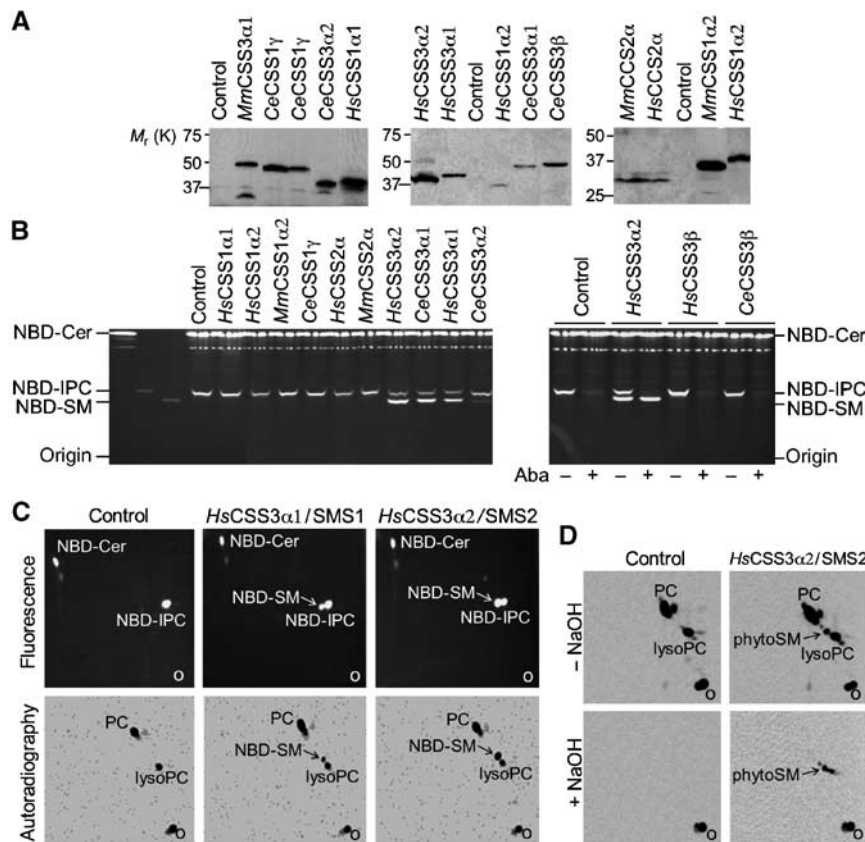 A
Control
MmCSS3α1
CeCSS1γ
CeCSS1γ
CeCSS3α2
HsCSS1α1
HsCSS3α2
HsCSS3α1
Control
HsCSS1α2
CeCSS3α1
CeCSS3β
MmCCS2α
HsCCS2α
Control
MmCSS1α2
HsCSS1α2
Mr (K)
75
50
37
75
50
37
50
37
25
B
Control
HsCSS1α1
HsCSS1α2
MmCSS1α2
CeCSS1γ
HsCSS2α
MmCSS2α
HsCSS3α2
CeCSS3α1
HsCSS3α1
CeCSS3α2
Control
HsCSS3α2
HsCSS3β
CeCSS3β
NBD-Cer
NBD-IPC
NBD-SM
Origin
NBD-Cer
NBD-IPC
NBD-SM
Origin
Aba – + – + – + – +
C
Control
HsCSS3α1/SMS1
HsCSS3α2/SMS2
Fluorescence
NBD-Cer
NBD-IPC
O
NBD-Cer
NBD-SM
NBD-IPC
O
NBD-Cer
NBD-SM
NBD-IPC
O
Autoradiography
PC
lysoPC
O
PC
NBD-SM
lysoPC
O
PC
NBD-SM
lysoPC
O
D
Control
HsCSS3α2/SMS2
– NaOH
PC
lysoPC
O
PC
phytoSM
lysoPC
O
+ NaOH
O
phytoSM
O